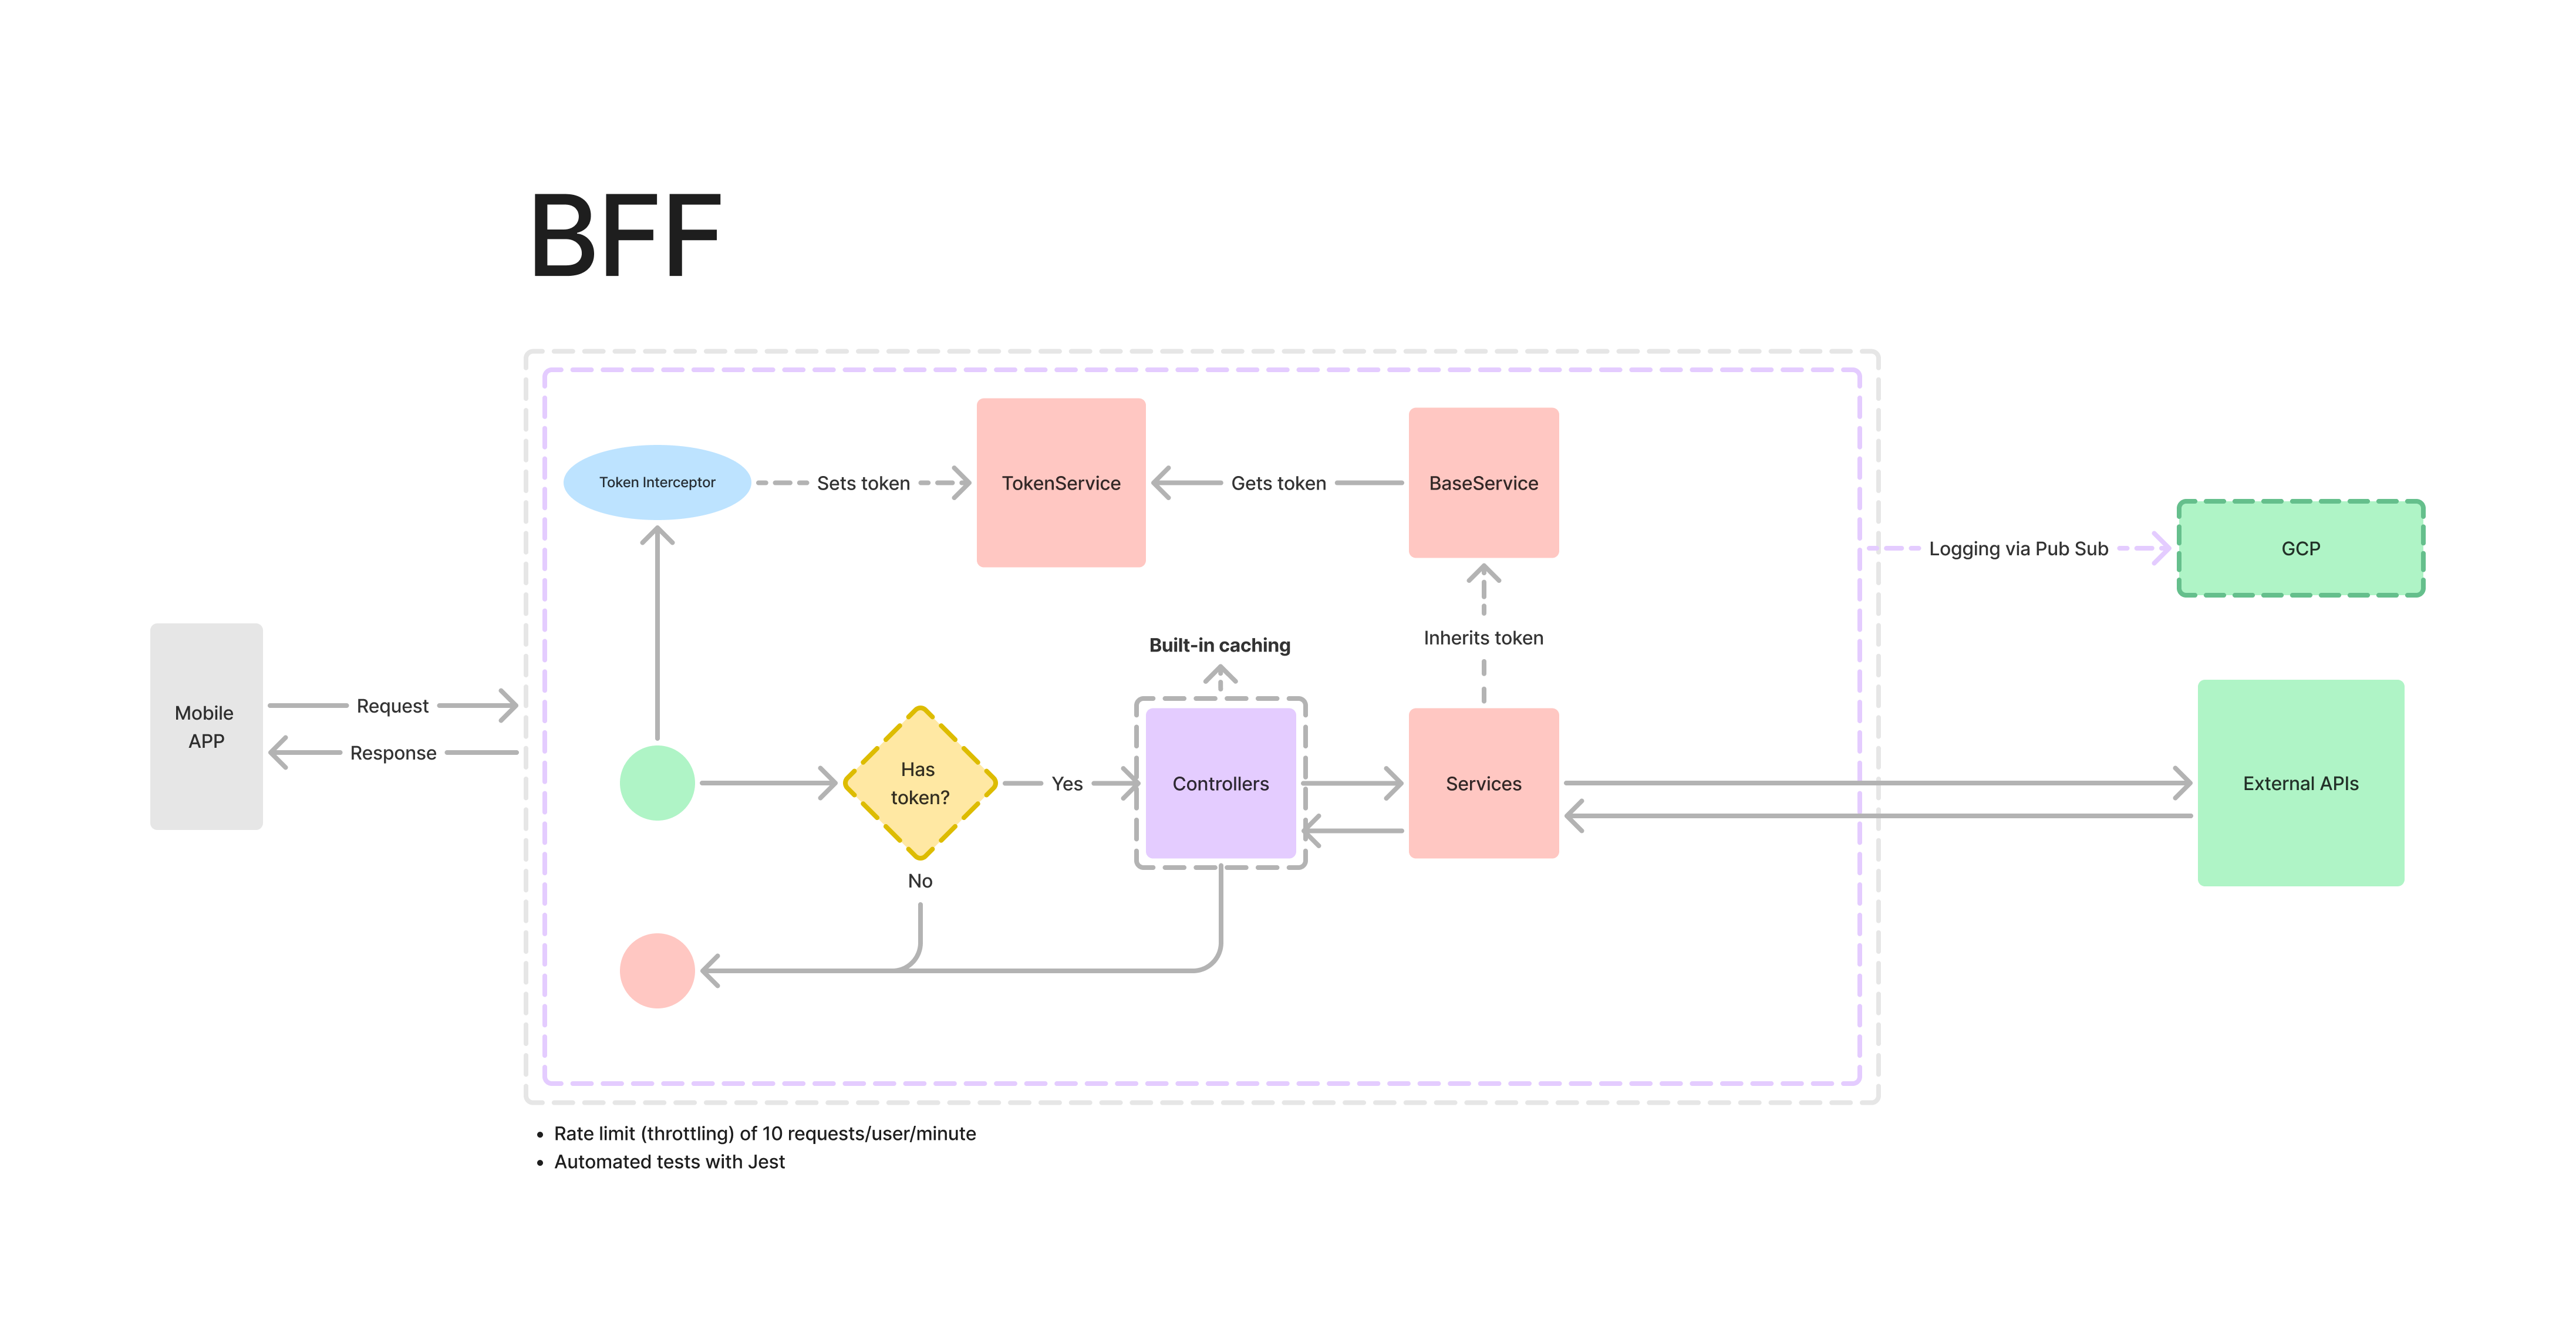 BFF
Token Interceptor
Sets token
TokenService
Gets token
BaseService
Logging via Pub Sub
GCP
Inherits token
Built-in caching
Mobile
APP
Request
Response
Has
token?
Yes
Controllers
Services
External APIs
No
• Rate limit (throttling) of 10 requests/user/minute
• Automated tests with Jest